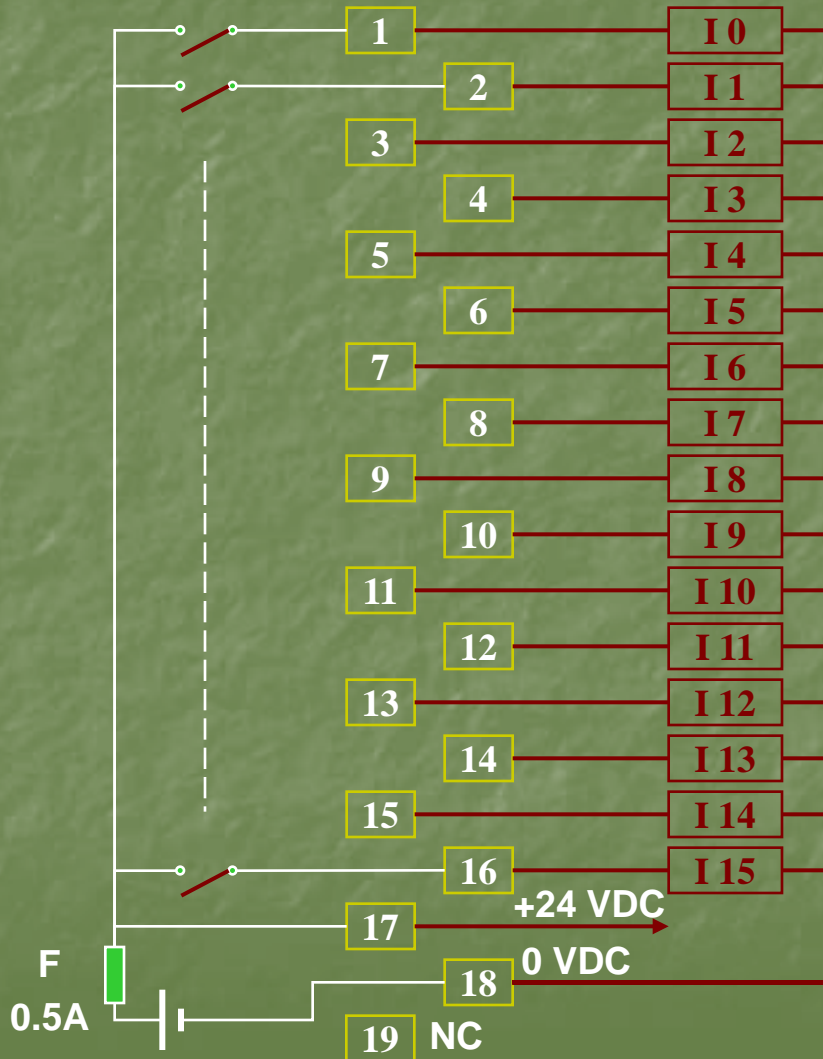 1 I 0
2 I 1
3 I 2
4 I 3
5 I 4
6 I 5
7 I 6
8 I 7
9 I 8
10 I 9
11 I 10
12 I 11
13 I 12
14 I 13
15 I 14
16 I 15
17 +24 VDC
F 18 0 VDC
0.5A
19 NC